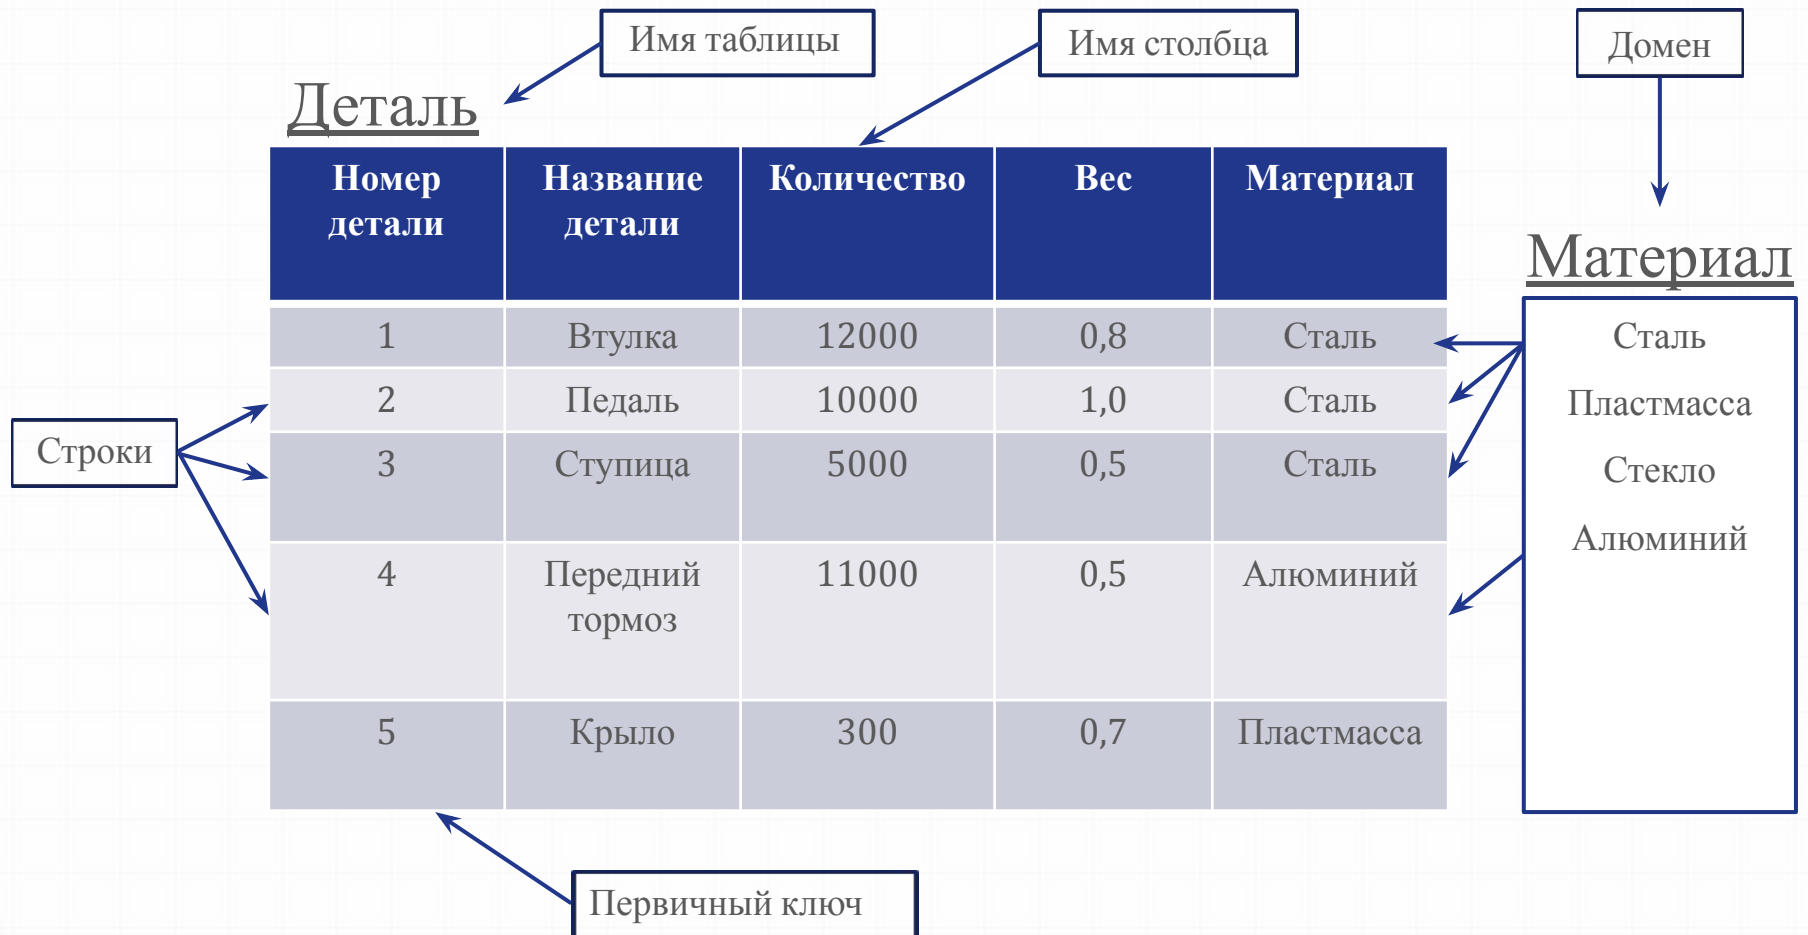 Имя таблицы
Имя столбца
Домен
Деталь
Номер детали Название детали Количество Вес Материал
Материал
1 Втулка 12000 0,8 Сталь
2 Педаль 10000 1,0 Сталь
3 Ступица 5000 0,5 Сталь
4 Передний тормоз 11000 0,5 Алюминий
5 Крыло 300 0,7 Пластмасса
Сталь
Пластмасса
Стекло
Алюминий
Строки
Первичный ключ